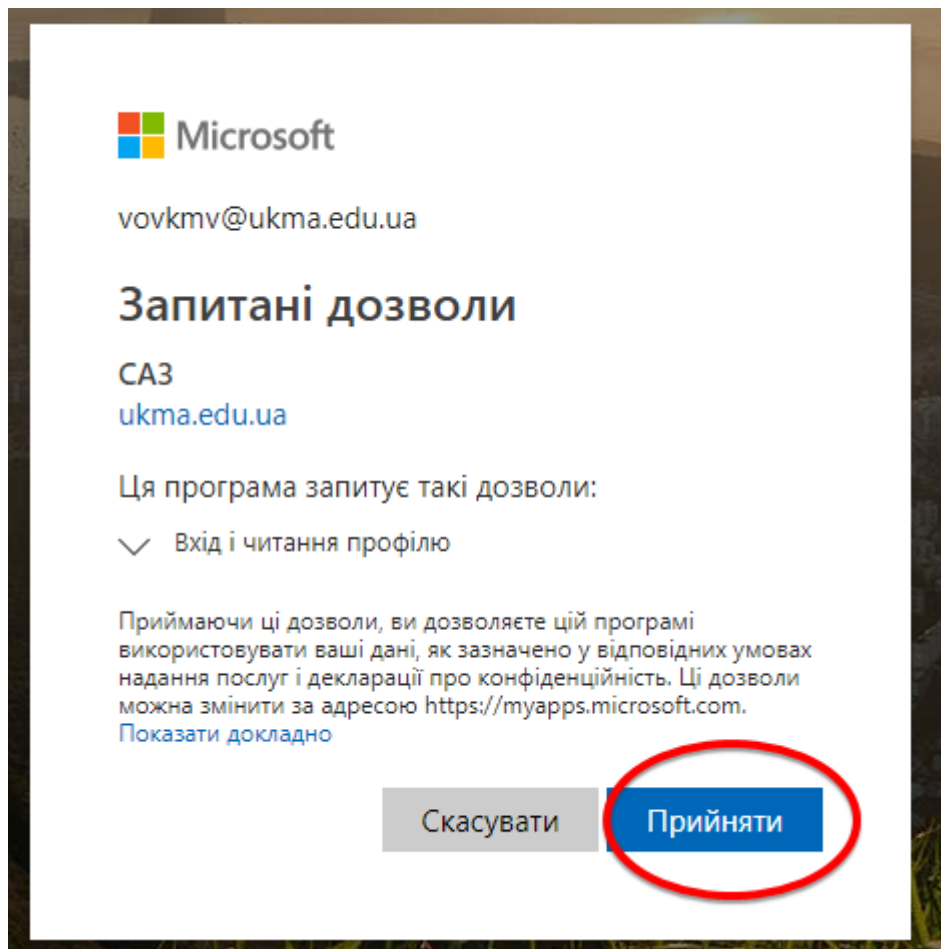 Microsoft
vovkmv@ukma.edu.ua
Запитані дозволи
САЗ
ukma.edu.ua
Ця програма запитує такі дозволи:
Вхід і читання профілю
Приймаючи ці дозволи, ви дозволяєте цій програмі
використовувати ваші дані, як зазначено у відповідних умовах
надання послуг і декларації про конфіденційність. Ці дозволи
можна змінити за адресою https://myapps.microsoft.com.
Показати докладно
Скасувати
Прийняти